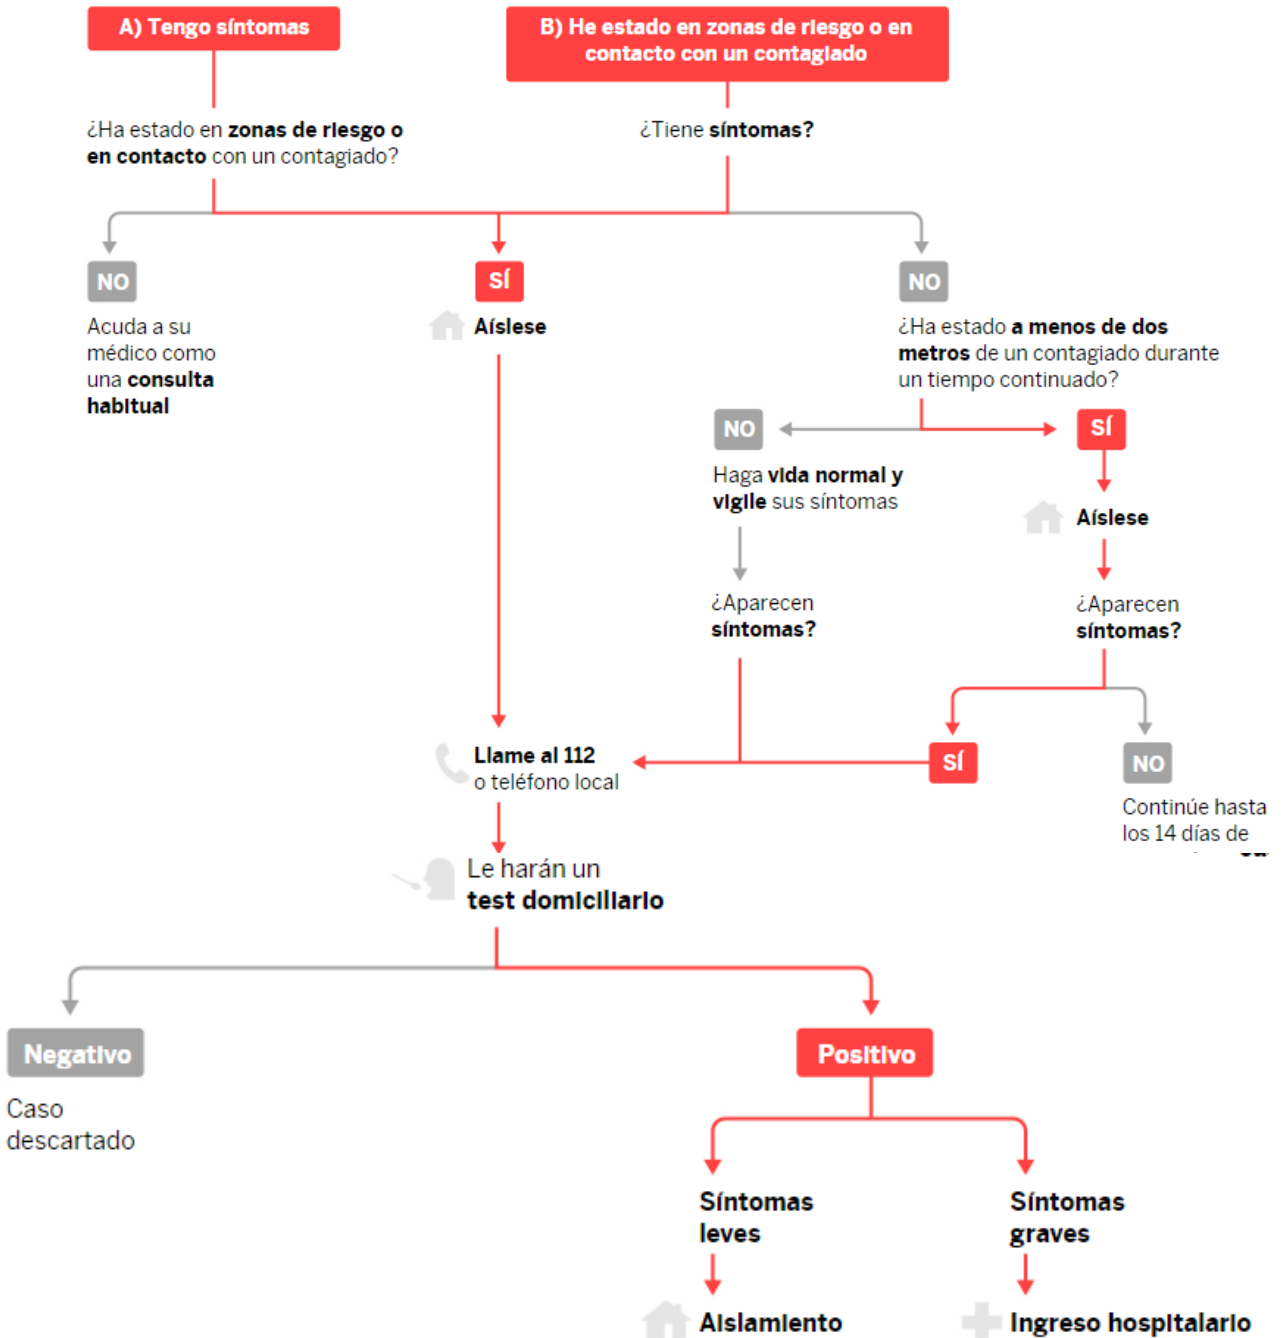 A) Tengo síntomas
B) He estado en zonas de riesgo o en
contacto con un contagiado
¿Ha estado en zonas de riesgo o
en contacto con un contagiado?
¿Tiene síntomas?
NO
Acuda a su
médico como
una consulta
habitual
SÍ
Aíslese
NO
¿Ha estado a menos de dos
metros de un contagiado durante
un tiempo continuado?
NO
Haga vida normal y
vigile sus síntomas
SÍ
Aíslese
¿Aparecen
síntomas?
¿Aparecen
síntomas?
Llame al 112
o teléfono local
SÍ
NO
Continúe hasta
los 14 días de
Le harán un
test domiciliario
Negativo
Caso
descartado
Positivo
Síntomas
leves
Síntomas
graves
Aislamiento
Ingreso hospitalario